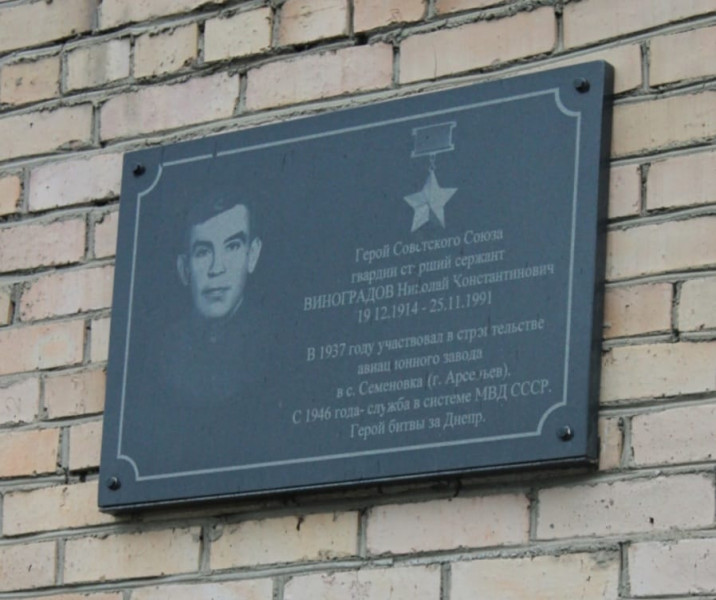 Герой Советского Союза
гвардии старший сержант
ВИНОГРАДОВ Николай Константинович
19.12.1914 - 25.11.1991
В 1937 году участвовал в строительстве
авиационного завода
в с. Семеновка (г. Арсеньев).
С 1946 года- служба в системе МВД СССР.
Герой битвы за Днепр.